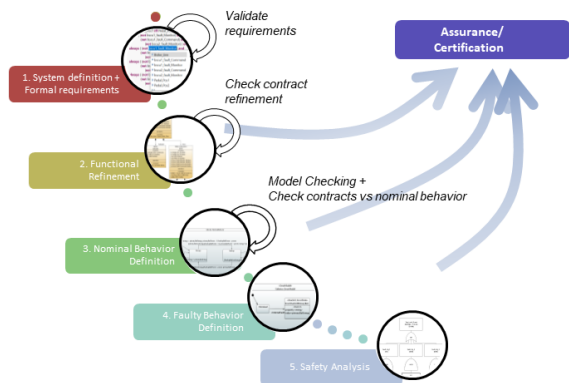 Validate
requirements
Assurance/
Certification
1. System definition +
Formal requirements
Check contract
refinement
2. Functional
Refinement
Model Checking +
Check contracts vs nominal behavior
3. Nominal Behavior
Definition
4. Faulty Behavior
Definition
5. Safety Analysis